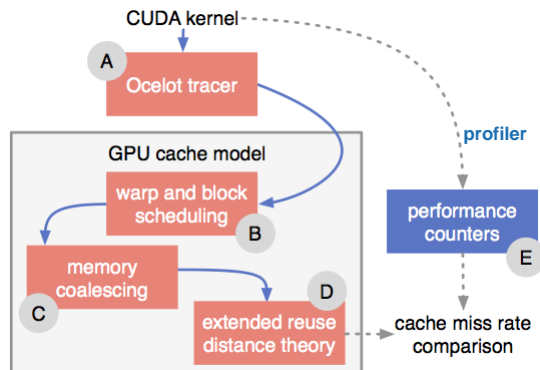 CUDA kernel
A
Ocelot tracer
profiler
GPU cache model
warp and block
scheduling
B
performance
counters
E
memory
coalescing
C
D
extended reuse
distance theory
cache miss rate
comparison